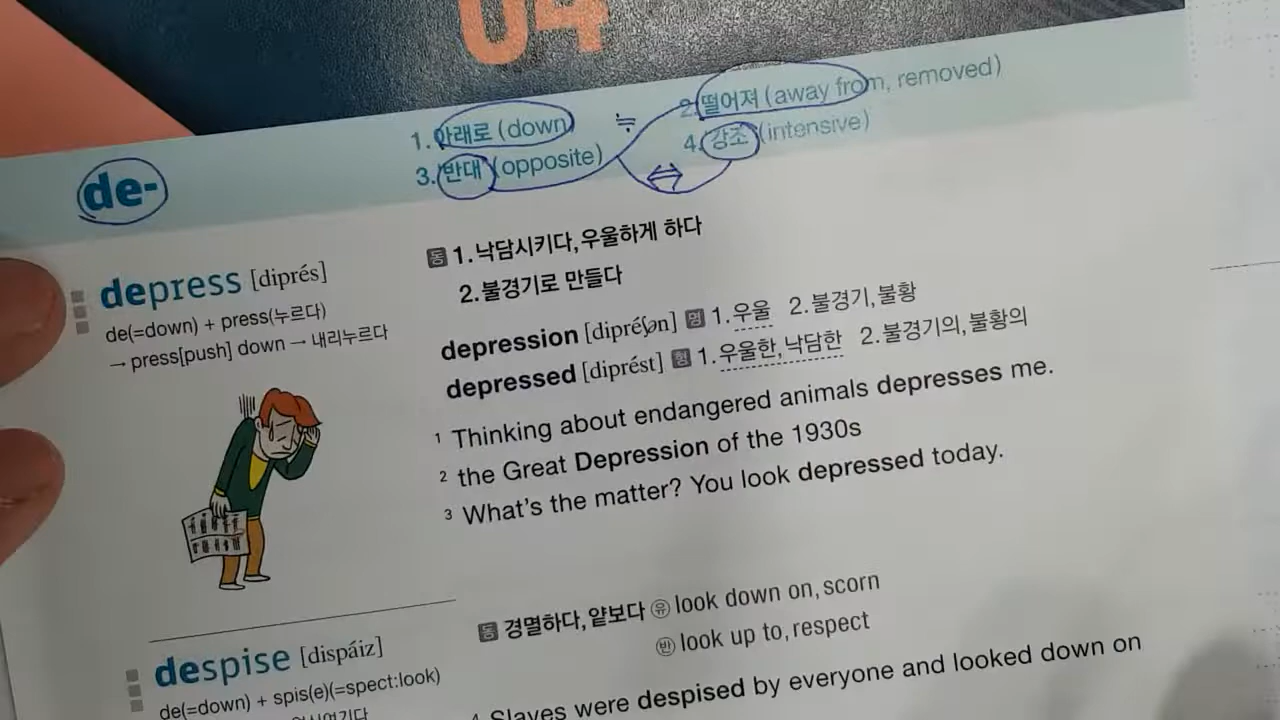 04
de-
1. 아래로 (down) ≒ 2. 떨어져 (away from, removed)
3. 반대 (opposite) ⇔ 4. 강조 (intensive)
depress [diprés]
de(=down) + press(누르다)
→ press[push] down → 내리누르다
동 1. 낙담시키다, 우울하게 하다
2. 불경기로 만들다
depression [dipréʃən] 명 1. 우울 2. 불경기, 불황
depressed [diprést] 형 1. 우울한, 낙담한 2. 불경기의, 불황의
1 Thinking about endangered animals depresses me.
2 the Great Depression of the 1930s
3 What's the matter? You look depressed today.
despise [dispáiz]
de(=down) + spis(e)(=spect:look)
동 경멸하다, 얕보다 유 look down on, scorn
반 look up to, respect
4 Slaves were despised by everyone and looked down on